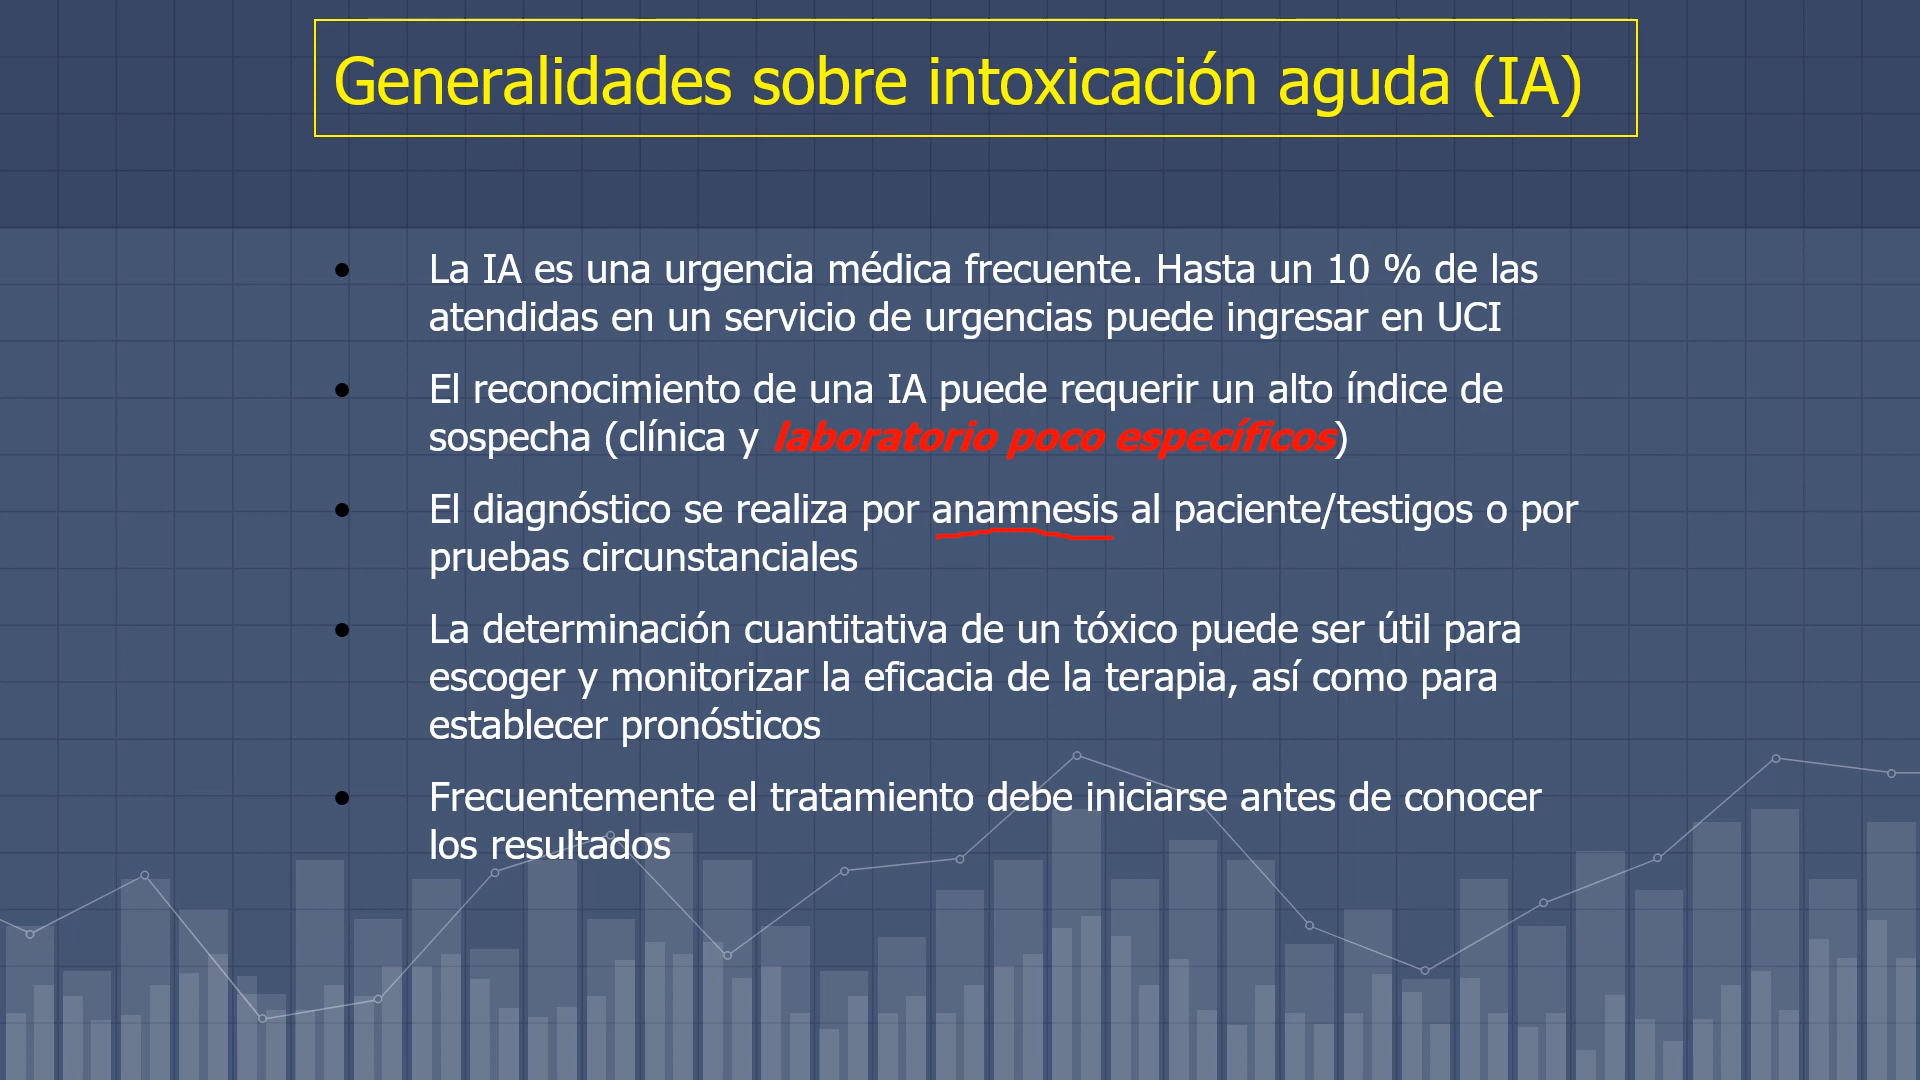 Generalidades sobre intoxicación aguda (IA)
• La IA es una urgencia médica frecuente. Hasta un 10 % de las
atendidas en un servicio de urgencias puede ingresar en UCI
• El reconocimiento de una IA puede requerir un alto índice de
sospecha (clínica y laboratorio poco específicos)
• El diagnóstico se realiza por anamnesis al paciente/testigos o por
pruebas circunstanciales
• La determinación cuantitativa de un tóxico puede ser útil para
escoger y monitorizar la eficacia de la terapia, así como para
establecer pronósticos
• Frecuentemente el tratamiento debe iniciarse antes de conocer
los resultados